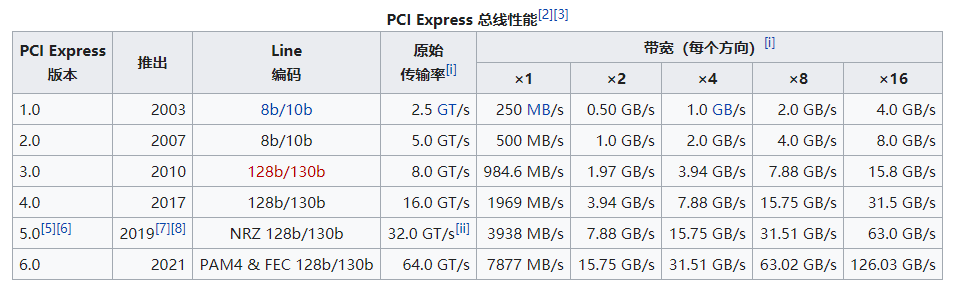 PCI Express 总线性能[2][3]
PCI Express 版本 推出 Line 编码 原始 传输率[i] 带宽（每个方向）[i]
×1 ×2 ×4 ×8 ×16
1.0 2003 8b/10b 2.5 GT/s 250 MB/s 0.50 GB/s 1.0 GB/s 2.0 GB/s 4.0 GB/s
2.0 2007 8b/10b 5.0 GT/s 500 MB/s 1.0 GB/s 2.0 GB/s 4.0 GB/s 8.0 GB/s
3.0 2010 128b/130b 8.0 GT/s 984.6 MB/s 1.97 GB/s 3.94 GB/s 7.88 GB/s 15.8 GB/s
4.0 2017 128b/130b 16.0 GT/s 1969 MB/s 3.94 GB/s 7.88 GB/s 15.75 GB/s 31.5 GB/s
5.0[5][6] 2019[7][8] NRZ 128b/130b 32.0 GT/s[ii] 3938 MB/s 7.88 GB/s 15.75 GB/s 31.51 GB/s 63.0 GB/s
6.0 2021 PAM4 & FEC 128b/130b 64.0 GT/s 7877 MB/s 15.75 GB/s 31.51 GB/s 63.02 GB/s 126.03 GB/s